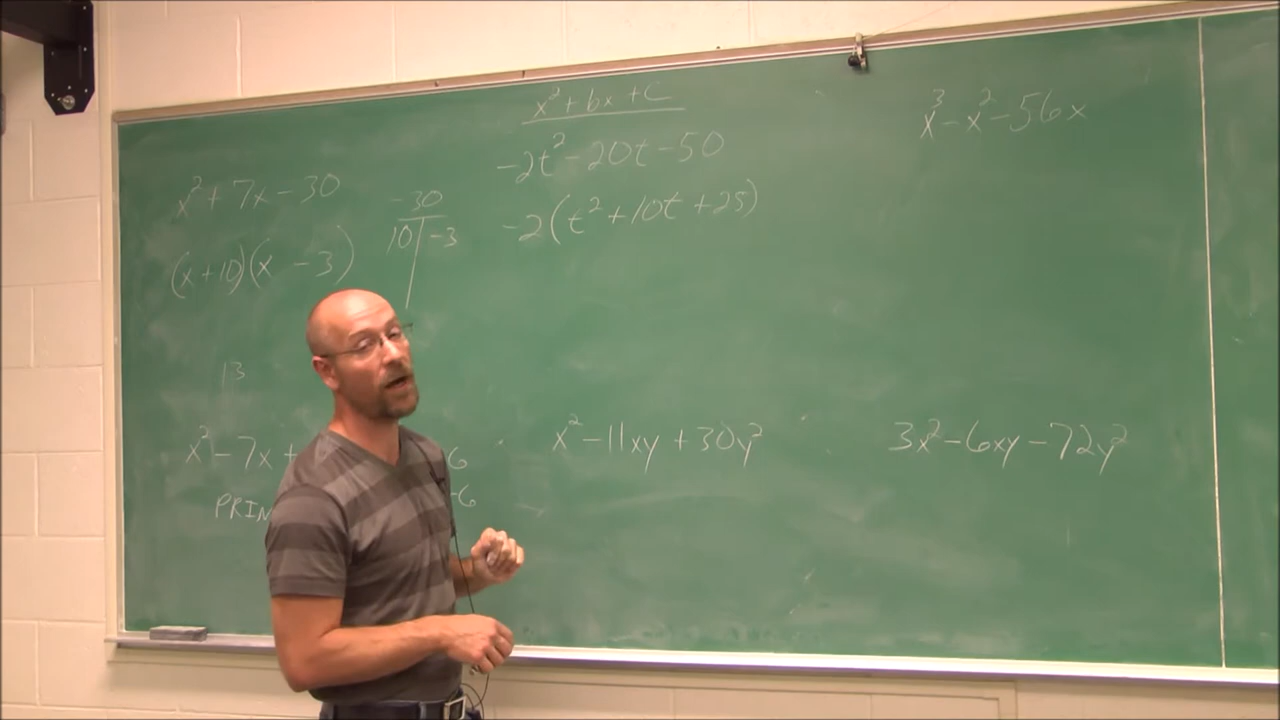 x² + bx + C
-2t² - 20t - 50
-2(t² + 10t + 25)
x² + 7x - 30
-30
10 -3
(x + 10)(x - 3)
13
x² - 7x +
6
-6
x² - 11xy + 30y²
x³ - x² - 56x
3x² - 6xy - 72y²